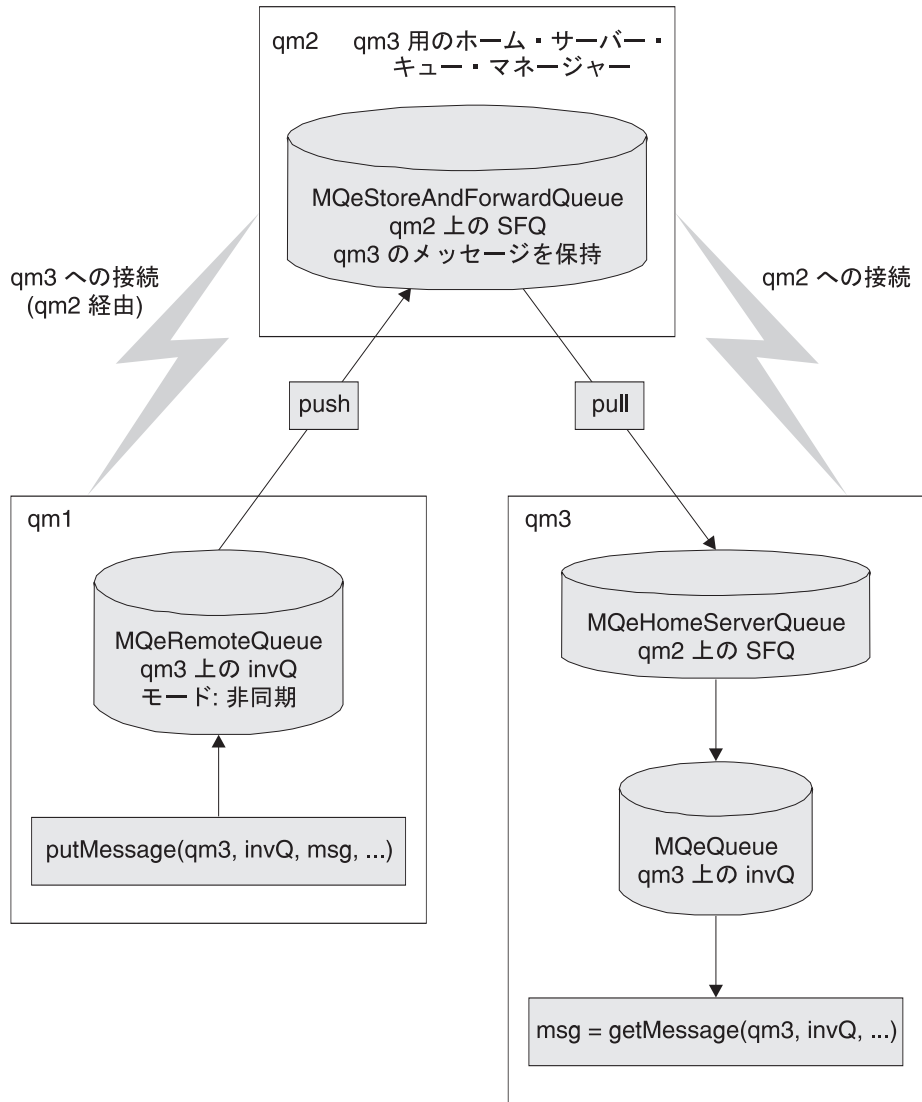 qm2 qm3 用のホーム・サーバー・
キュー・マネージャー
MQeStoreAndForwardQueue
qm2 上の SFQ
qm3 のメッセージを保持
qm3 への接続
(qm2 経由)
qm2 への接続
push
pull
qm1
MQeRemoteQueue
qm3 上の invQ
モード: 非同期
putMessage(qm3, invQ, msg, ...)
qm3
MQeHomeServerQueue
qm2 上の SFQ
MQeQueue
qm3 上の invQ
msg = getMessage(qm3, invQ, ...)